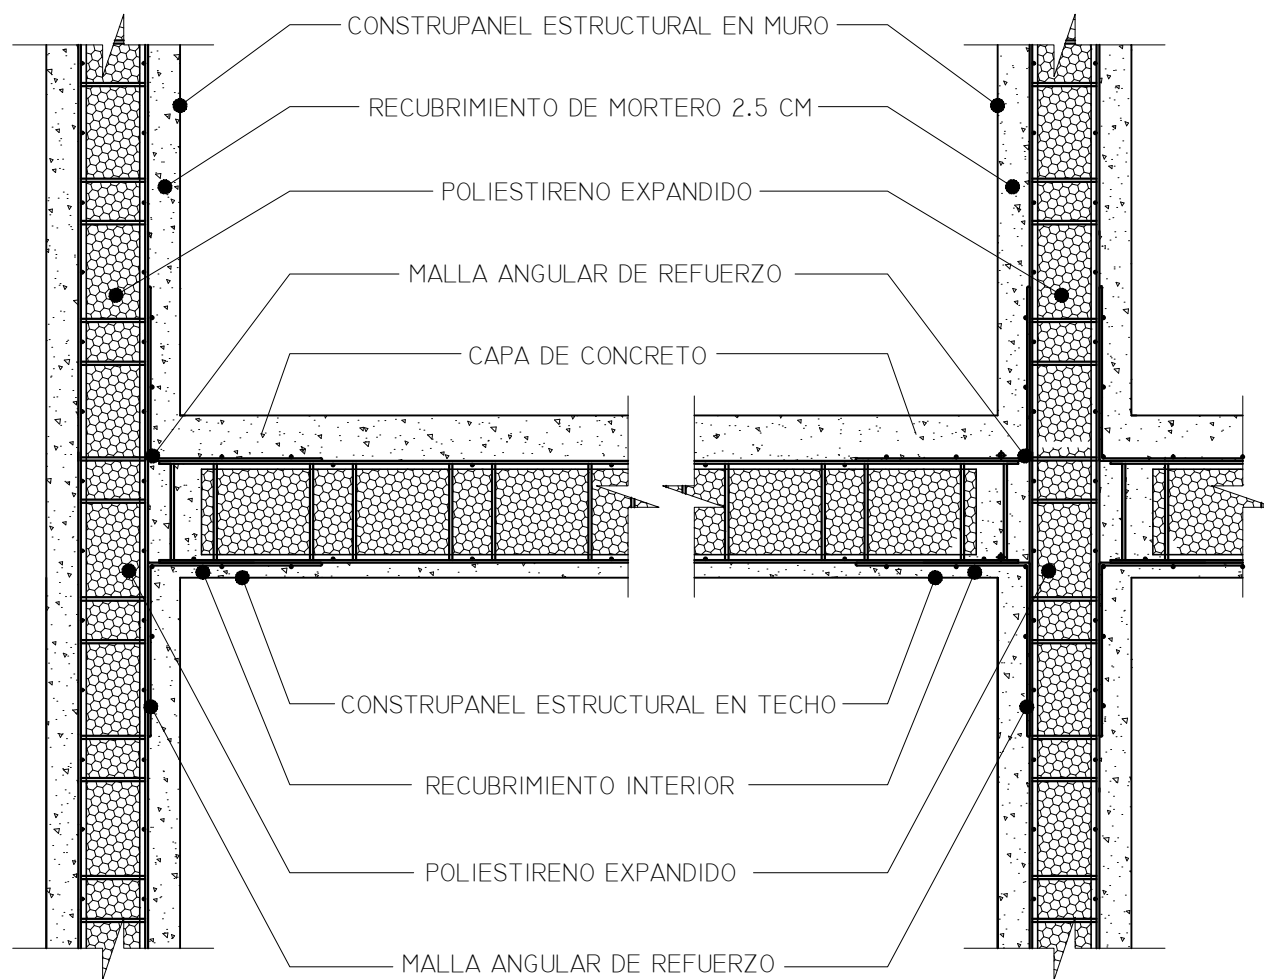 CONSTRUPANEL ESTRUCTURAL EN MURO
RECUBRIMIENTO DE MORTERO 2.5 CM
POLIESTIRENO EXPANDIDO
MALLA ANGULAR DE REFUERZO
CAPA DE CONCRETO
CONSTRUPANEL ESTRUCTURAL EN TECHO
RECUBRIMIENTO INTERIOR
POLIESTIRENO EXPANDIDO
MALLA ANGULAR DE REFUERZO